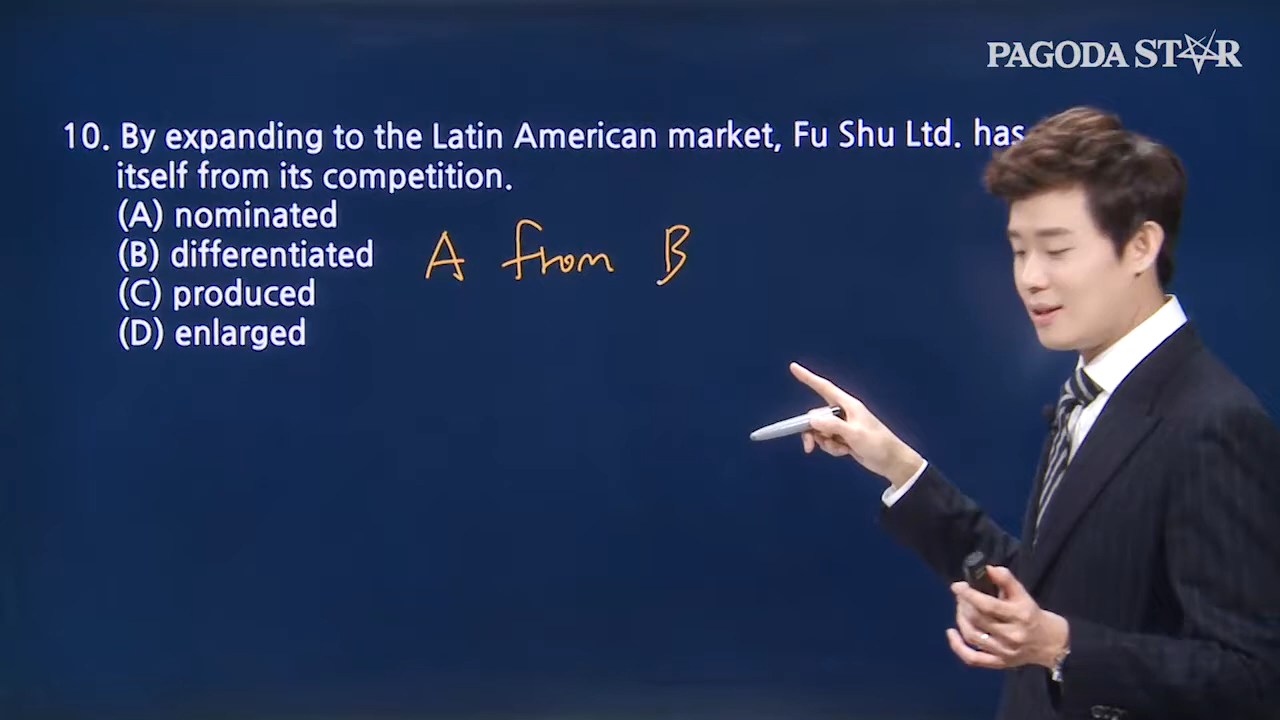 PAGODA STAR
10. By expanding to the Latin American market, Fu Shu Ltd. has
itself from its competition.
(A) nominated
(B) differentiated A from B
(C) produced
(D) enlarged